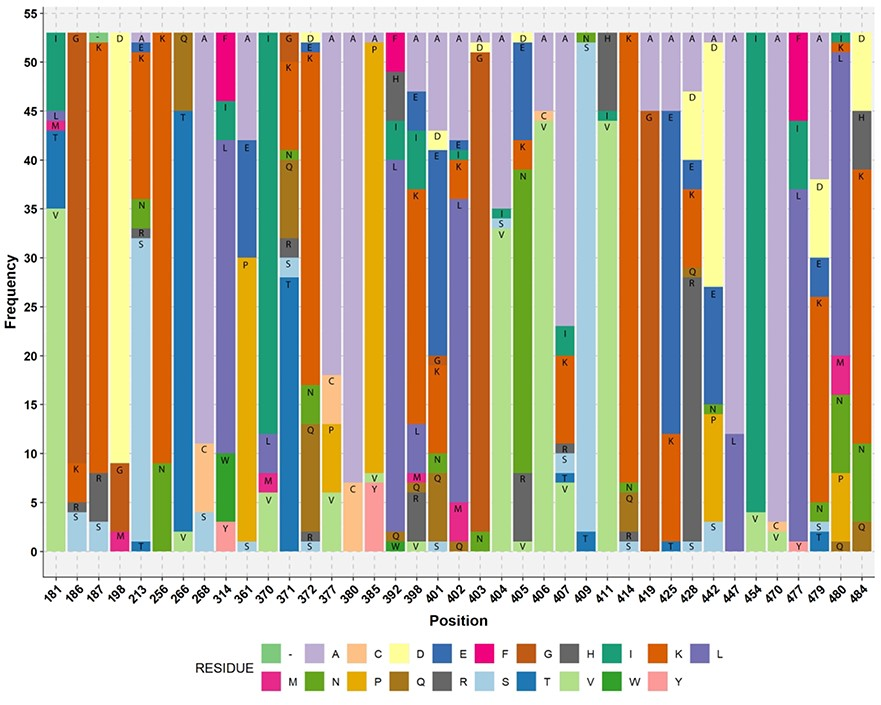 Frequency
55
50
45
40
35
30
25
20
15
10
5
0
I L M T V
G K R S
- K R S
D G M
A E K N R S T
K N
Q T V
A C S
F I L W Y
A E P S
I L M V
G K N Q R S T
D E K N Q R S
A C P V
A C
A P V Y
F H I L Q W
A E I K L M Q R V
A D E G K N Q S
A E I K L M Q
A D G N
A I S V
D E K N R V
A C V
A I K R S T V
N S T
H I V
K N Q R S
A G
A E K T
A D E K Q R S
A D E N P S
A L
I V
A C V
F I L Y
A D E K N S T
I K L M N P Q
D H K N Q
181 186 197 198 213 256 266 268 314 361 370 371 372 377 380 385 392 398 401 402 403 404 405 406 407 409 411 414 419 425 428 442 447 454 470 477 479 480 484
Position
RESIDUE
- A C D E F G H I K L
M N P Q R S T V W Y